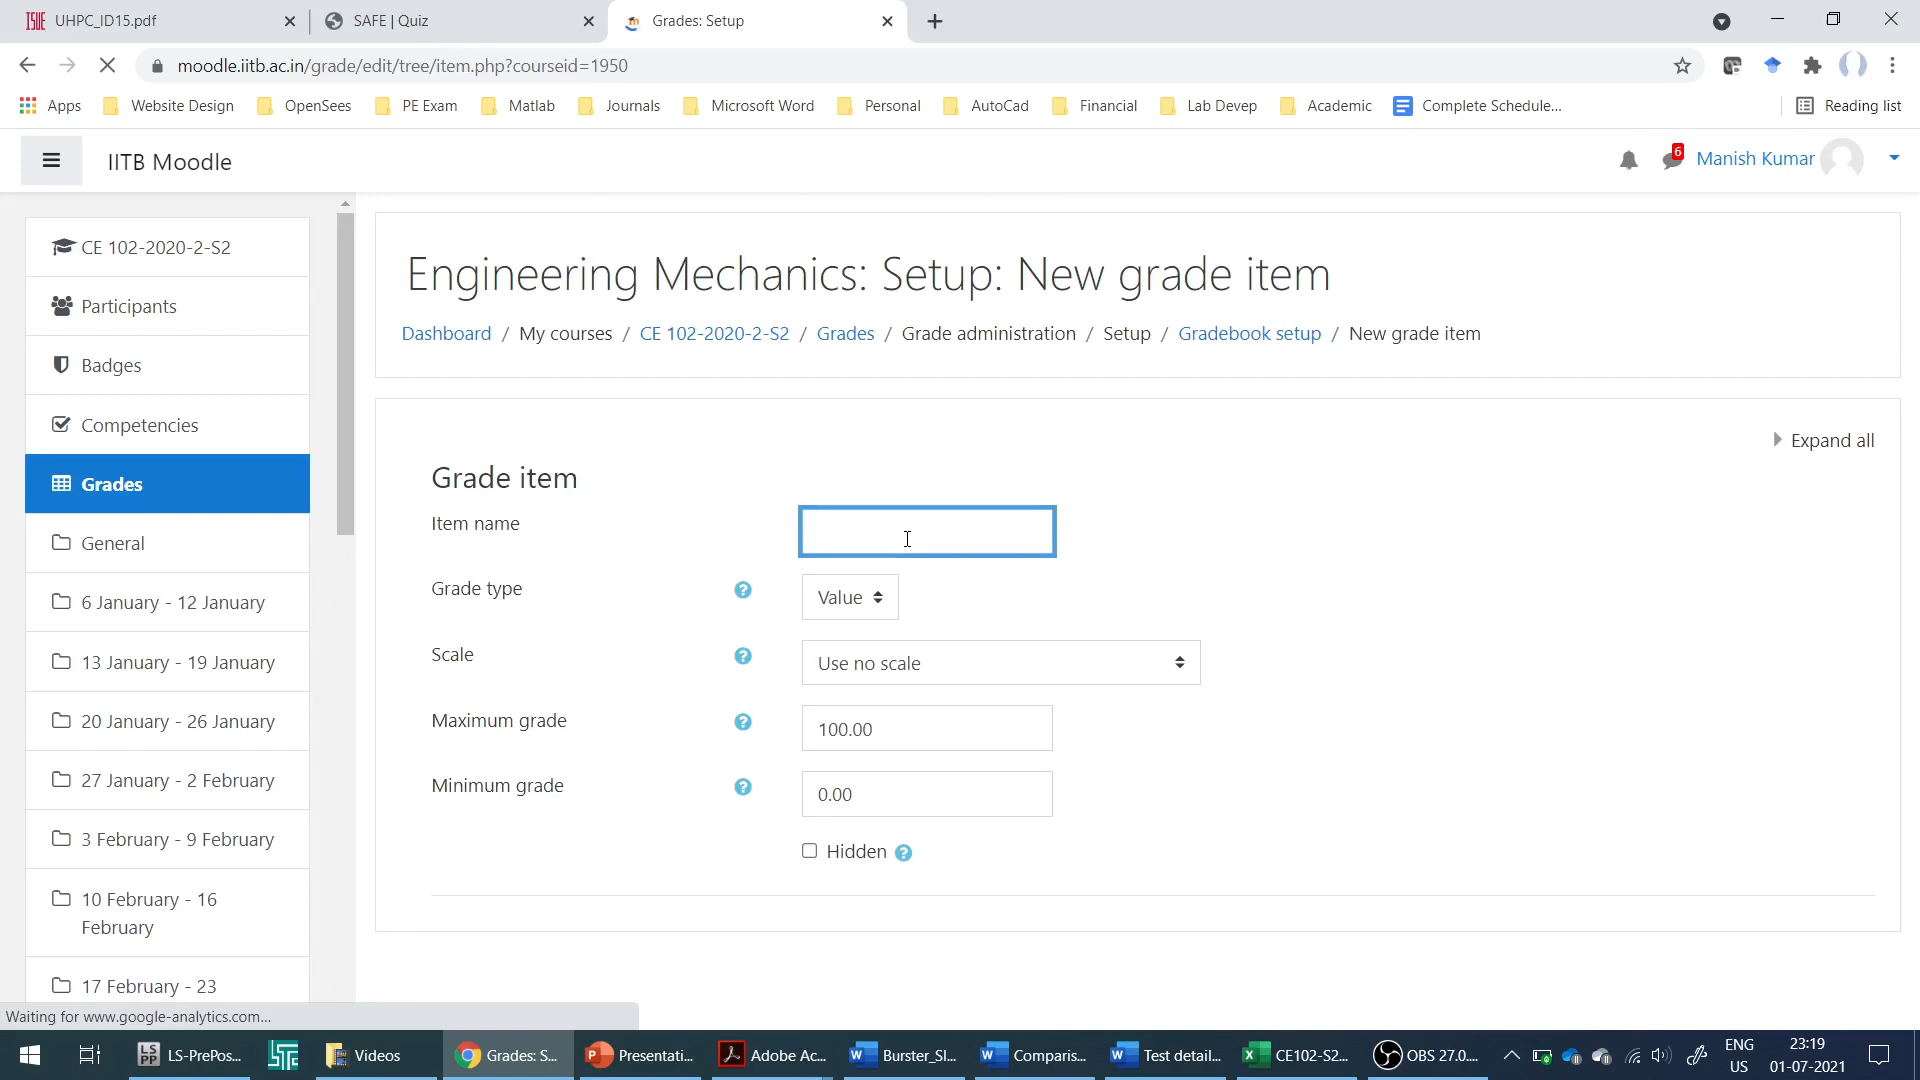 UHPC_ID15.pdf
SAFE | Quiz
Grades: Setup
moodle.iitb.ac.in/grade/edit/tree/item.php?courseid=1950
Apps Website Design OpenSees PE Exam Matlab Journals Microsoft Word Personal AutoCad Financial Lab Devep Academic Complete Schedule... Reading list
IITB Moodle
6 Manish Kumar
CE 102-2020-2-S2
Participants
Badges
Competencies
Grades
General
6 January - 12 January
13 January - 19 January
20 January - 26 January
27 January - 2 February
3 February - 9 February
10 February - 16
February
17 February - 23
Engineering Mechanics: Setup: New grade item
Dashboard / My courses / CE 102-2020-2-S2 / Grades / Grade administration / Setup / Gradebook setup / New grade item
Expand all
Grade item
Item name
Grade type ? Value
Scale ? Use no scale
Maximum grade ? 100.00
Minimum grade ? 0.00
Hidden ?
Waiting for www.google-analytics.com...
LS-PrePos... Videos Grades: S... Presentati... Adobe Ac... Burster_Sl... Comparis... Test detail... CE102-S2... OBS 27.0.... ENG 23:19
US 01-07-2021